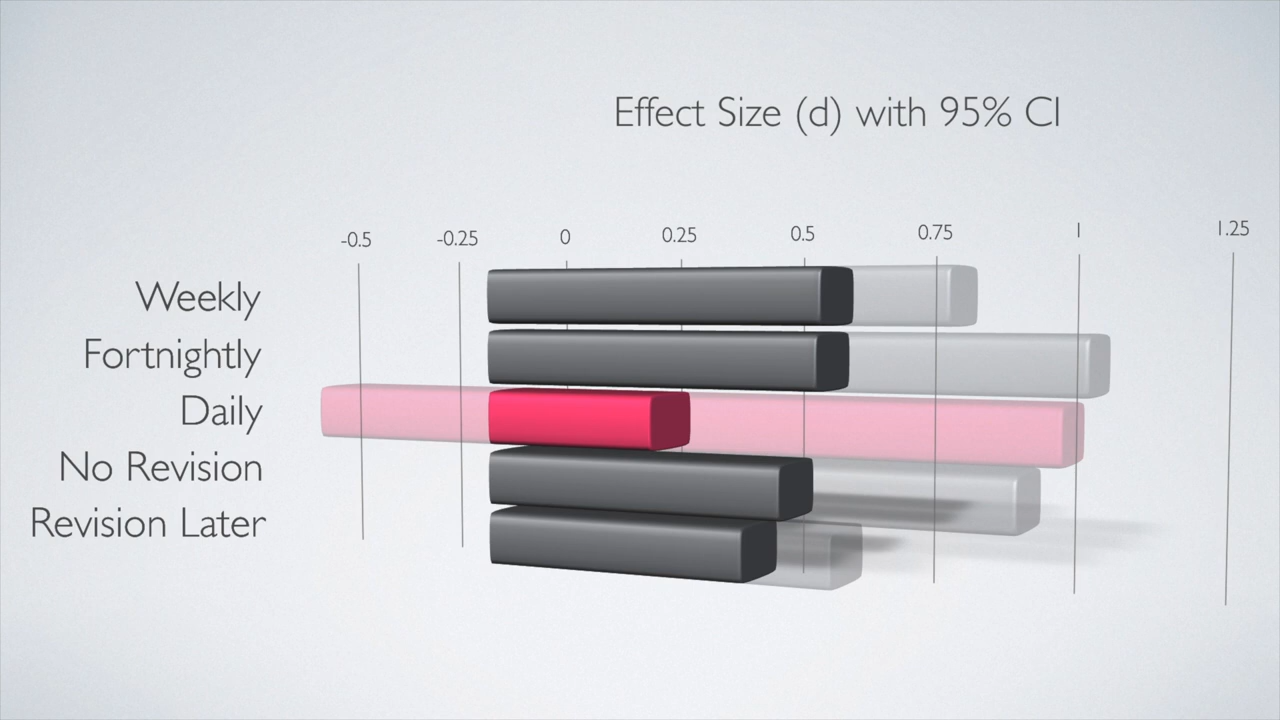 Effect Size (d) with 95% CI
-0.5 -0.25 0 0.25 0.5 0.75 1 1.25
Weekly
Fortnightly
Daily
No Revision
Revision Later